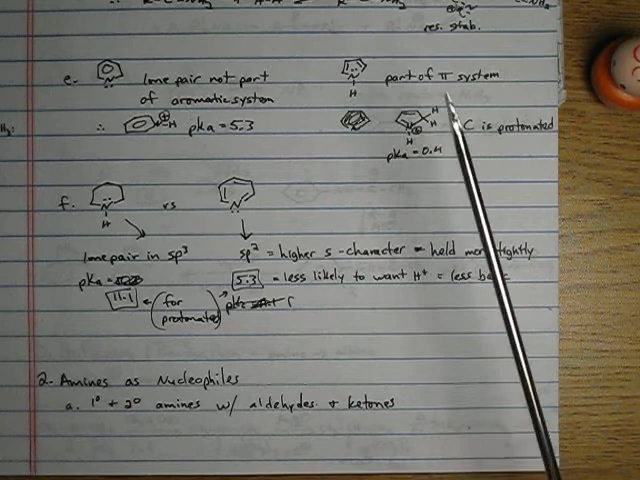 res. stab.
e. lone pair not part part of π system
N H
of aromatic system
∴ ⊕ H pKa = 5.3 H H N H ⊕ C is protonated
pKa = 0.4
f. N H vs N
lone pair in sp³ sp² = higher s-character = held more tightly
pKa = 5.3 = less likely to want H⁺ = less
11.1 ← (for protonated) →
2. Amines as Nucleophiles
a. 1° + 2° amines w/ aldehydes + ketones